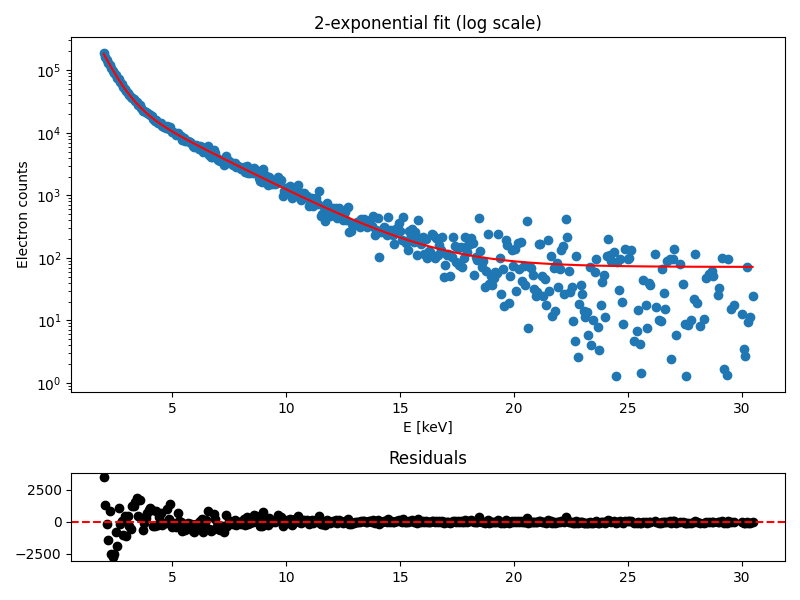 2-exponential fit (log scale)
10^5
10^4
10^3
10^2
10^1
10^0
Electron counts
5 10 15 20 25 30
E [keV]
Residuals
2500
0
−2500
5 10 15 20 25 30